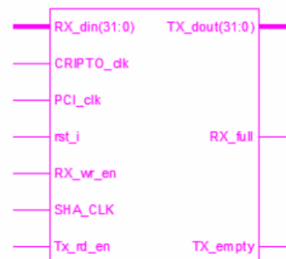 RX_din(31:0) TX_dout(31:0)
CRIPTO_clk
PCI_clk
rst_i RX_full
RX_wr_en
SHA_CLK
Tx_rd_en TX_empty